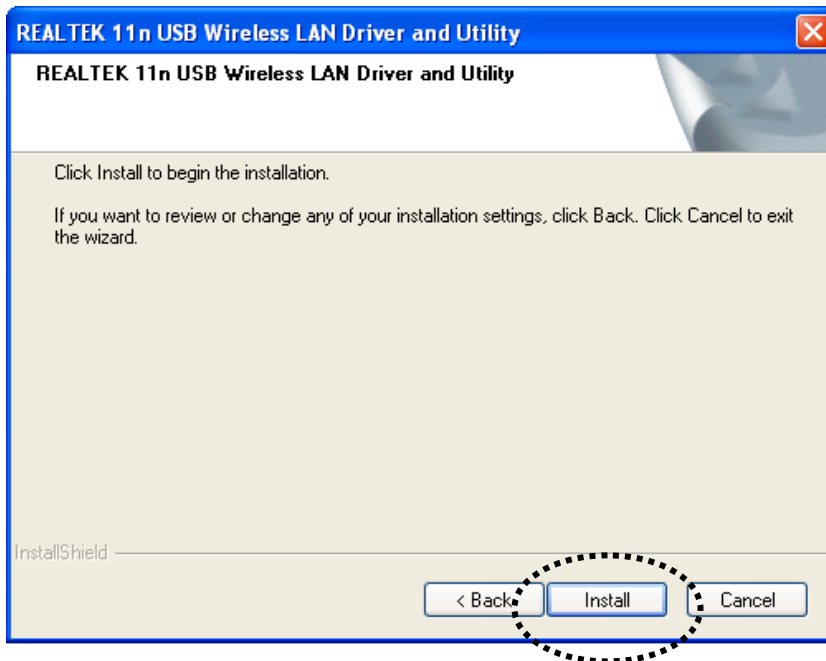 REALTEK 11n USB Wireless LAN Driver and Utility
REALTEK 11n USB Wireless LAN Driver and Utility
Click Install to begin the installation.
If you want to review or change any of your installation settings, click Back. Click Cancel to exit
the wizard.
InstallShield
< Back
Install
Cancel